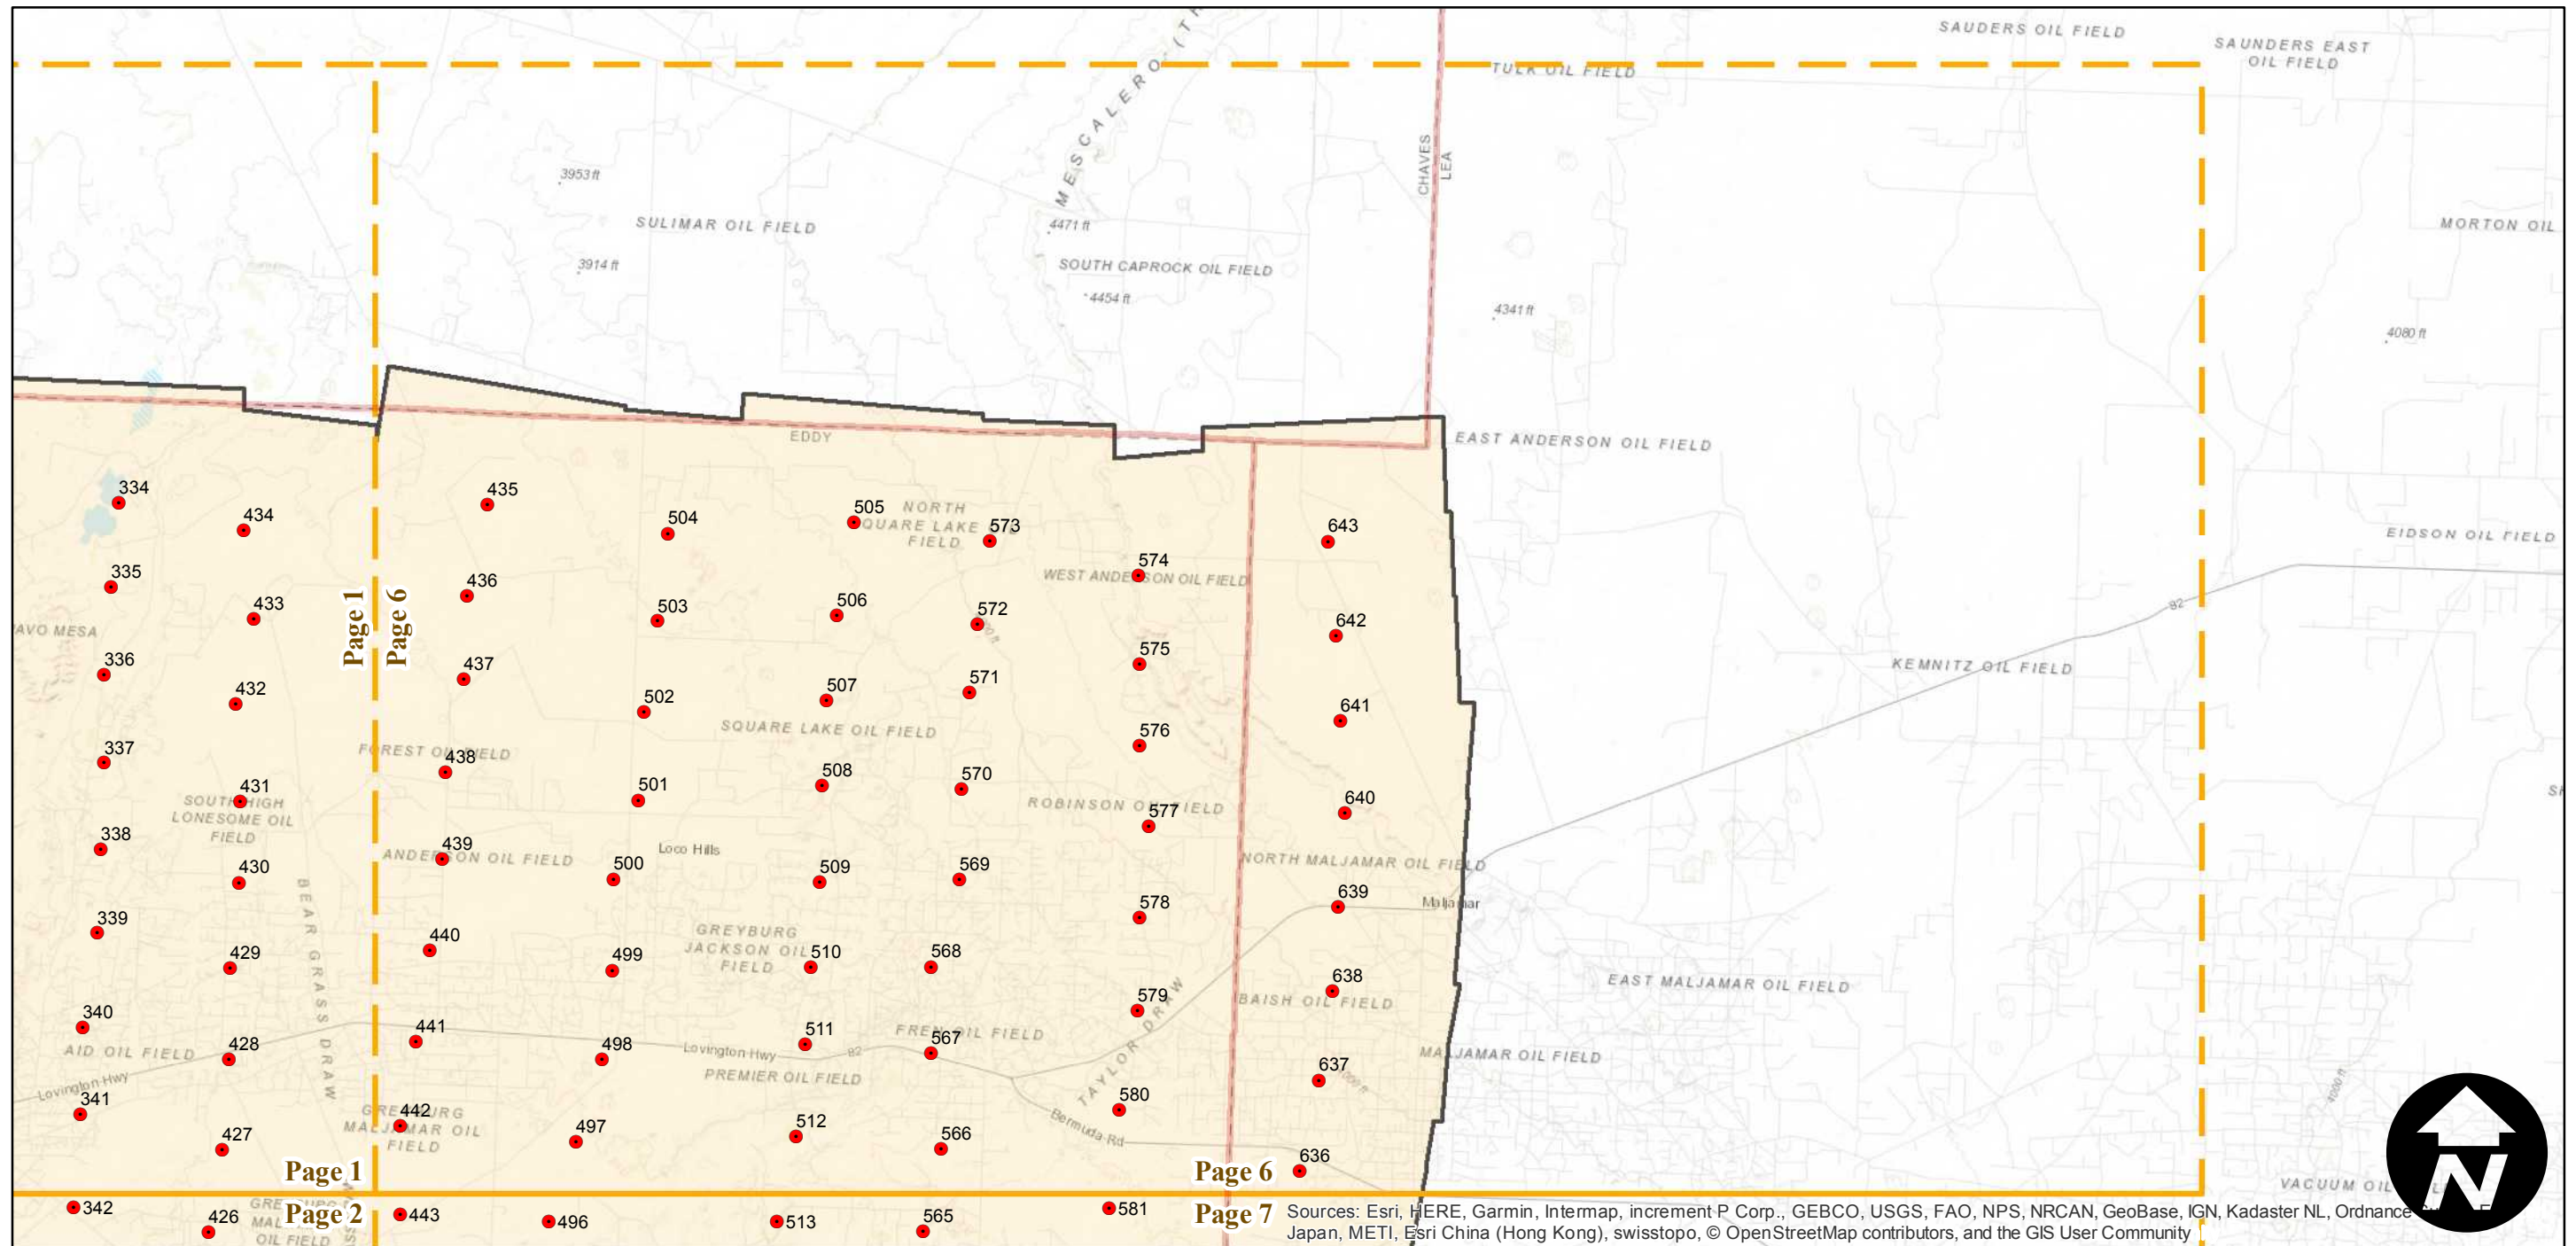 SAUDERS OIL FIELD
SAUNDERS EAST
OIL FIELD
TULK OIL FIELD
MESCALERO
CHAVES
LEA
3953 ft
SULIMAR OIL FIELD
4471 ft
MORTON OIL
3914 ft
SOUTH CAPROCK OIL FIELD
4454 ft
4341 ft
4080 ft
EDDY
EAST ANDERSON OIL FIELD
334
434
435
504
505
NORTH
QUARE LAKE
FIELD
573
643
EIDSON OIL FIELD
335
436
574
WEST ANDERSON OIL FIELD
433
503
506
572
642
82
AVO MESA
Page 1
Page 6
336
432
437
502
507
571
575
641
KEMNITZ OIL FIELD
337
FOREST OIL FIELD
438
SQUARE LAKE OIL FIELD
576
431
SOUTH HIGH
LONESOME OIL
FIELD
501
508
570
ROBINSON OIL FIELD
577
640
338
430
439
ANDERSON OIL FIELD
Loco Hills
500
509
569
NORTH MALJAMAR OIL FIELD
639
Maljamar
339
BEAR GRASS DRAW
440
429
499
GREYBURG
JACKSON OIL
FIELD
510
568
578
638
EAST MALJAMAR OIL FIELD
340
441
579
BAISH OIL FIELD
AID OIL FIELD
428
498
Lovington Hwy
511
82
FREN OIL FIELD
567
TAYLOR DRAW
MALJAMAR OIL FIELD
Lovington Hwy
341
PREMIER OIL FIELD
637
4000 ft
427
442
GREYBURG
MALJAMAR OIL
FIELD
497
512
566
580
Bermuda Rd
636
Page 1
Page 6
VACUUM OIL
342
426
Page 2
OIL FIELD
443
496
513
565
581
Page 7
N
Sources: Esri, HERE, Garmin, Intermap, increment P Corp., GEBCO, USGS, FAO, NPS, NRCAN, GeoBase, IGN, Kadaster NL, Ordnance
Japan, METI, Esri China (Hong Kong), swisstopo, © OpenStreetMap contributors, and the GIS User Community